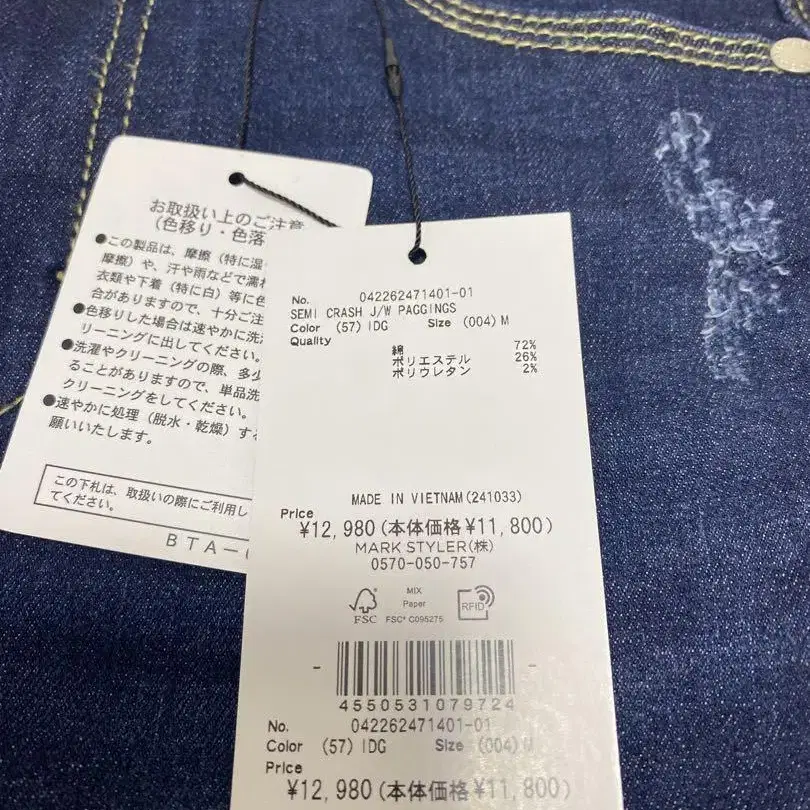 お取扱い上のご注意
(色移り・色落
●この製品は、摩擦(特に湿
摩擦)や、汗や雨などで濡れ
衣類や下着(特に白)等に色
合がありますので、十分ご注
●色移りした場合は速やかに洗
リーニングに出してください。
●洗濯やクリーニングの際、多少
ることがありますので、単品洗
クリーニングをしてください。
●速やかに処理(脱水・乾燥)する
願いいたします。
この下札は、取扱いの際にご利用し
てください。
BTA-
No. 042262471401-01
SEMI CRASH J/W PAGGINGS
Color (57) IDG Size (004) M
Quality
綿 72%
ポリエステル 26%
ポリウレタン 2%
MADE IN VIETNAM(241033)
Price
¥12,980(本体価格¥11,800)
MARK STYLER(株)
0570-050-757
FSC
MIX
Paper
FSC® C095275
RFID
4550531079724
No. 042262471401-01
Color (57) IDG Size (004) M
Price
¥12,980(本体価格¥11,800)